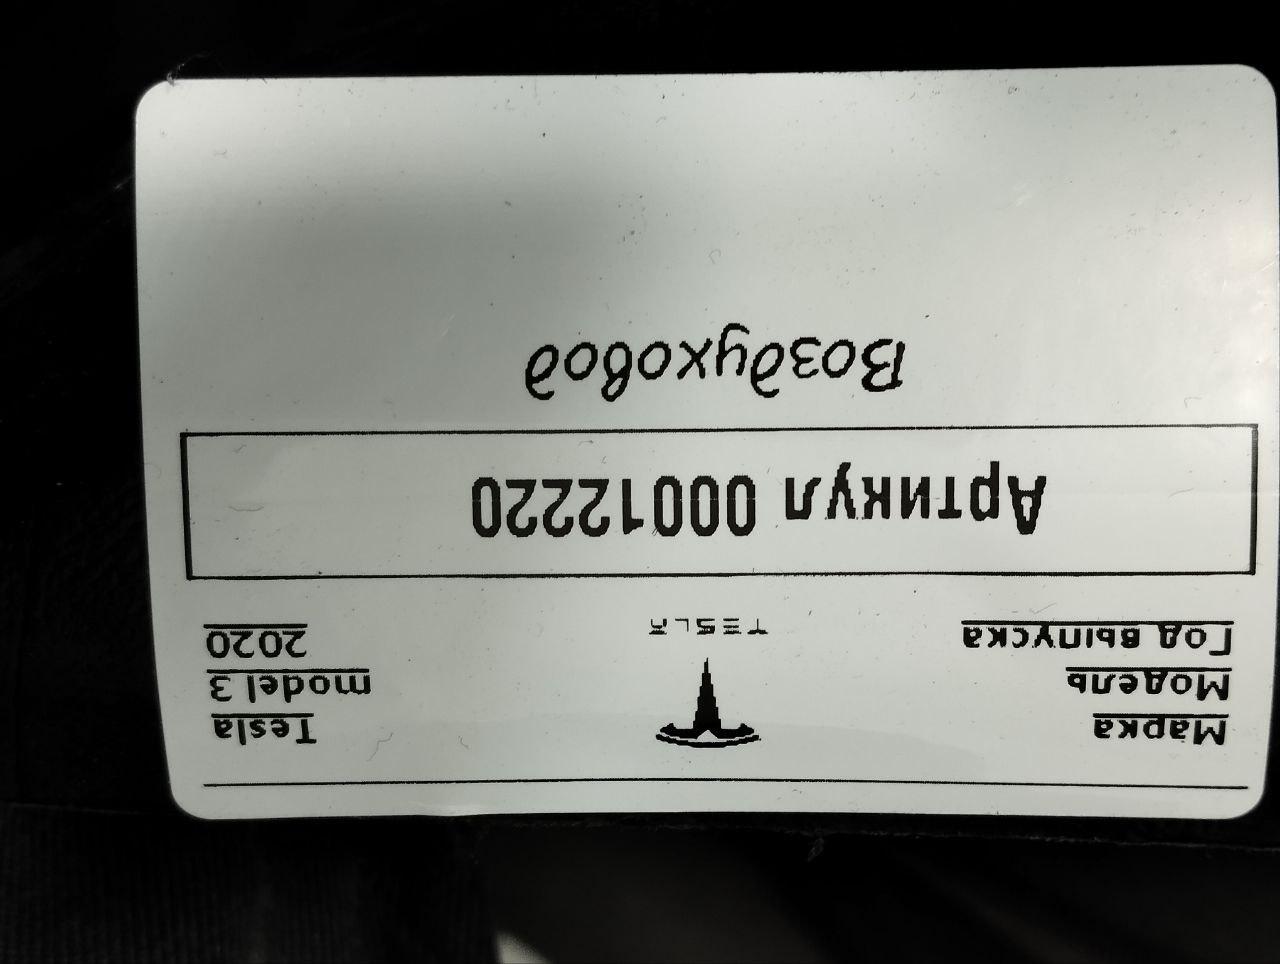 Марка Tesla
Модель model 3
Год выпуска 2020
TESLA
Артикул 00012220
Воздуховод